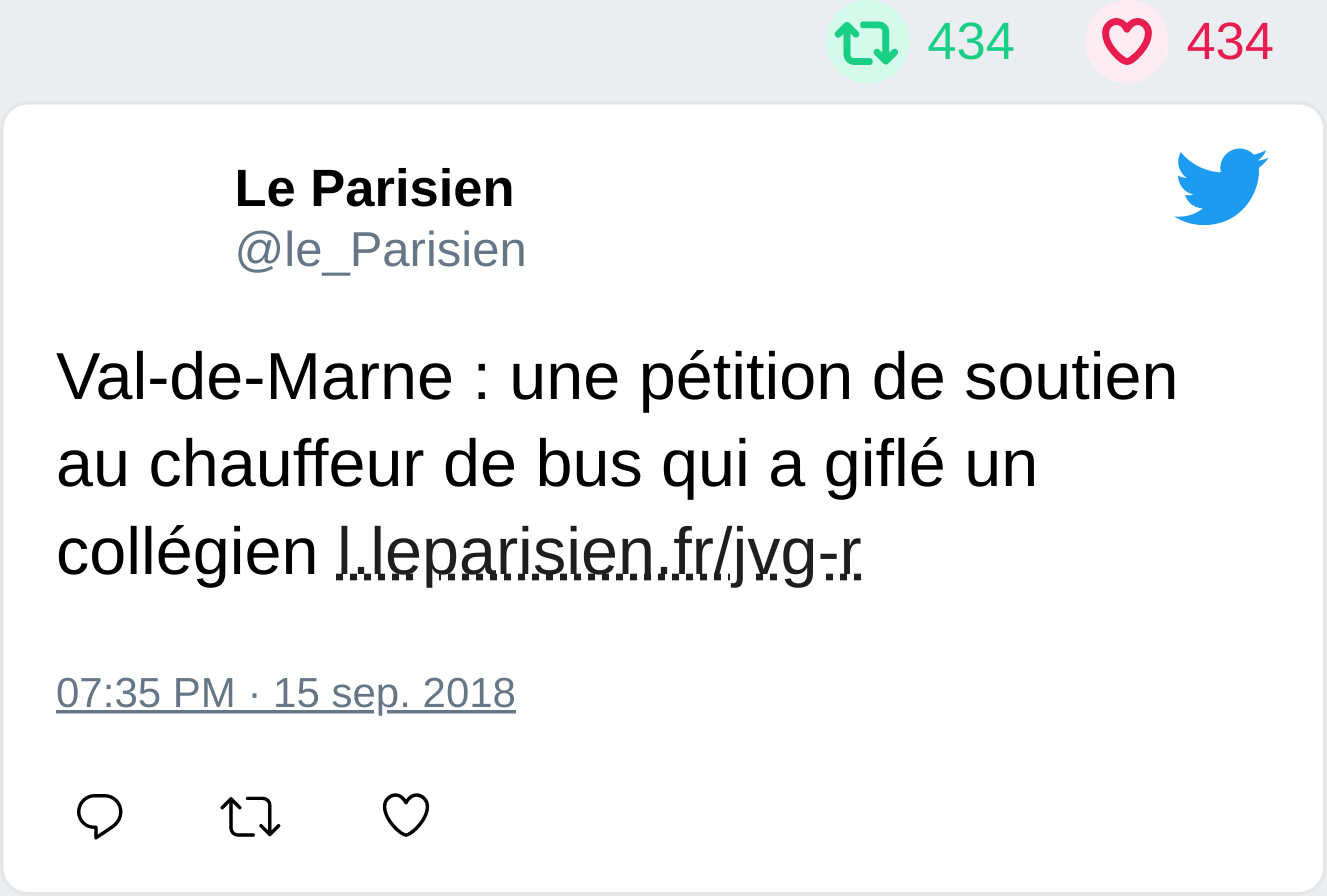 434 434
Le Parisien
@le_Parisien
Val-de-Marne : une pétition de soutien
au chauffeur de bus qui a giflé un
collégien l.leparisien.fr/jvg-r
07:35 PM · 15 sep. 2018